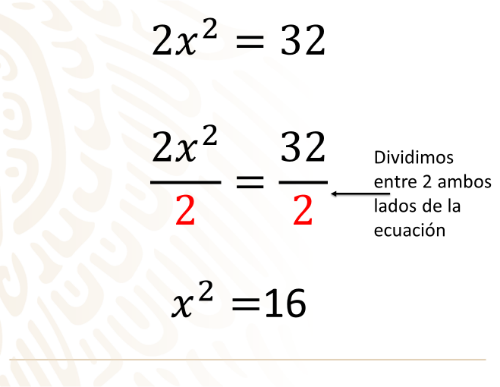 2x² = 32
2x²/2 = 32/2
Dividimos
entre 2 ambos
lados de la
ecuación
x² =16